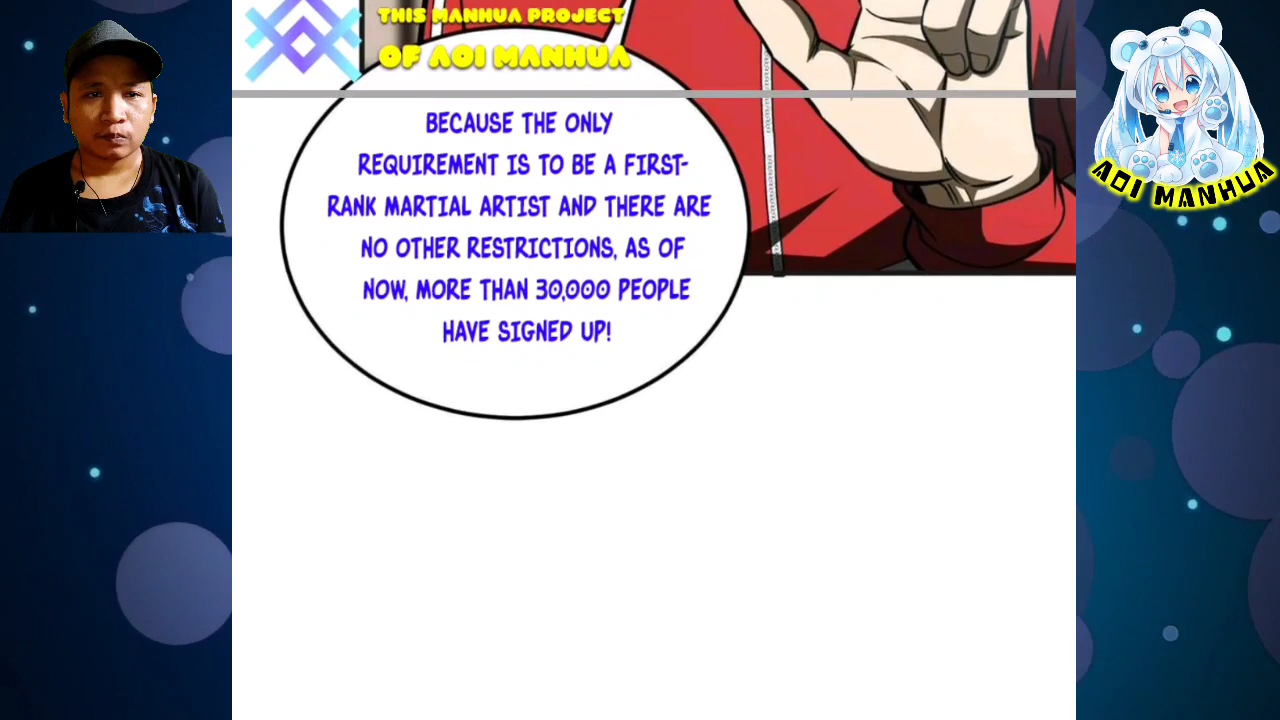 THIS MANHUA PROJECT
OF AOI MANHUA
BECAUSE THE ONLY
REQUIREMENT IS TO BE A FIRST-
RANK MARTIAL ARTIST AND THERE ARE
NO OTHER RESTRICTIONS, AS OF
NOW, MORE THAN 30,000 PEOPLE
HAVE SIGNED UP!
AOI MANHUA